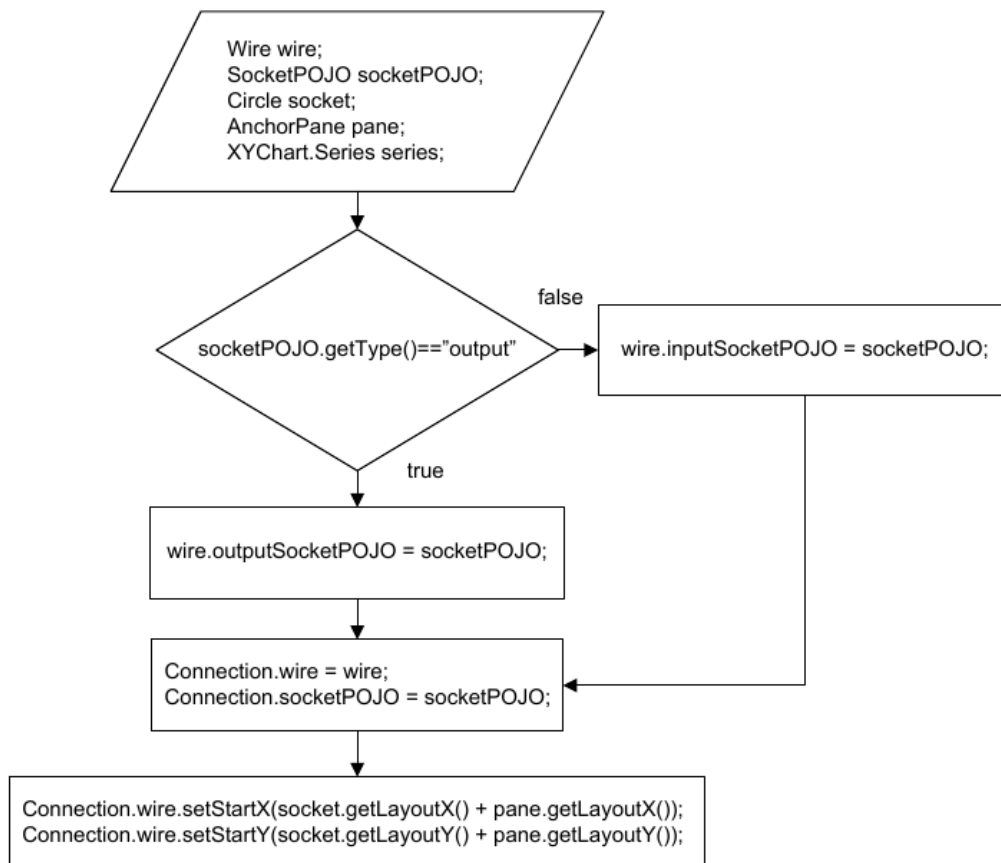 Wire wire;
SocketPOJO socketPOJO;
Circle socket;
AnchorPane pane;
XYChart.Series series;
socketPOJO.getType()==”output”
false
wire.inputSocketPOJO = socketPOJO;
true
wire.outputSocketPOJO = socketPOJO;
Connection.wire = wire;
Connection.socketPOJO = socketPOJO;
Connection.wire.setStartX(socket.getLayoutX() + pane.getLayoutX());
Connection.wire.setStartY(socket.getLayoutY() + pane.getLayoutY());